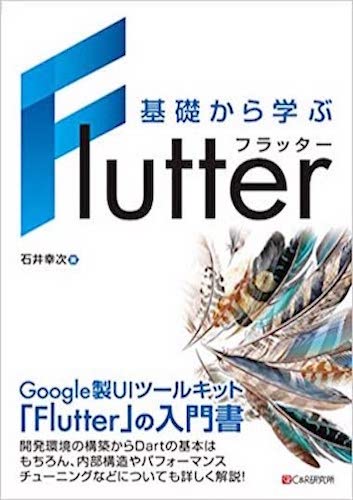 基礎から学ぶ
フラッター
Flutter
石井幸次 著
Google製UIツールキット
「Flutter」の入門書
開発環境の構築からDartの基本は
もちろん、内部構造やパフォーマンス
チューニングなどについても詳しく解説!
C&R研究所